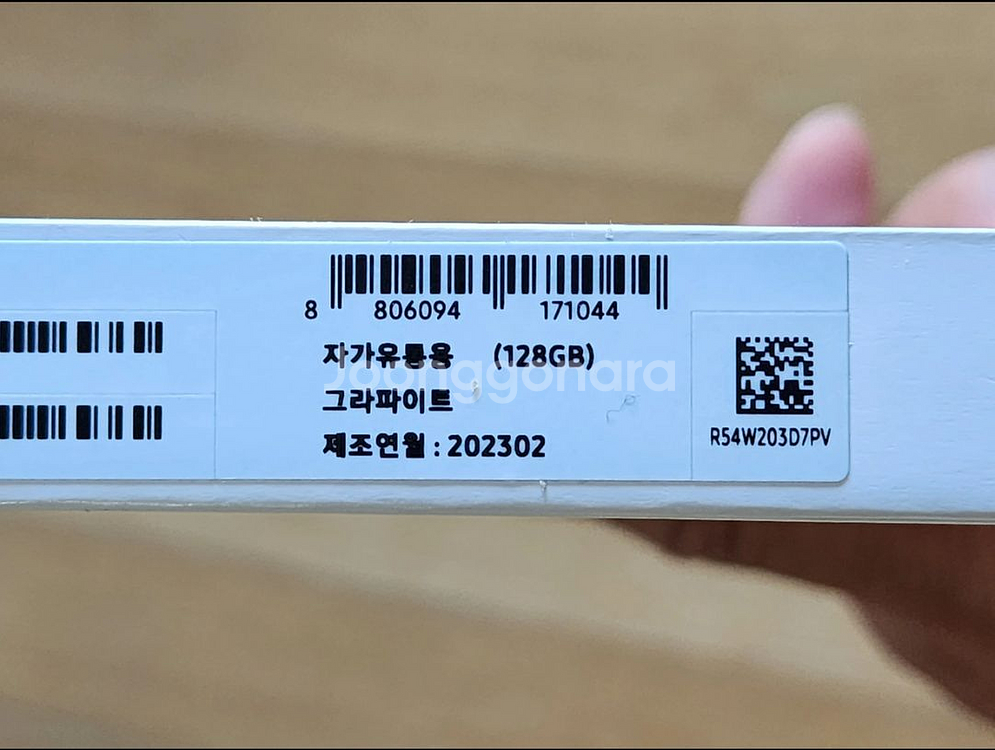 8 806094 171044
자가유통용 (128GB)
Joonggonara
그라파이트
제조연월 : 202302
R54W203D7PV